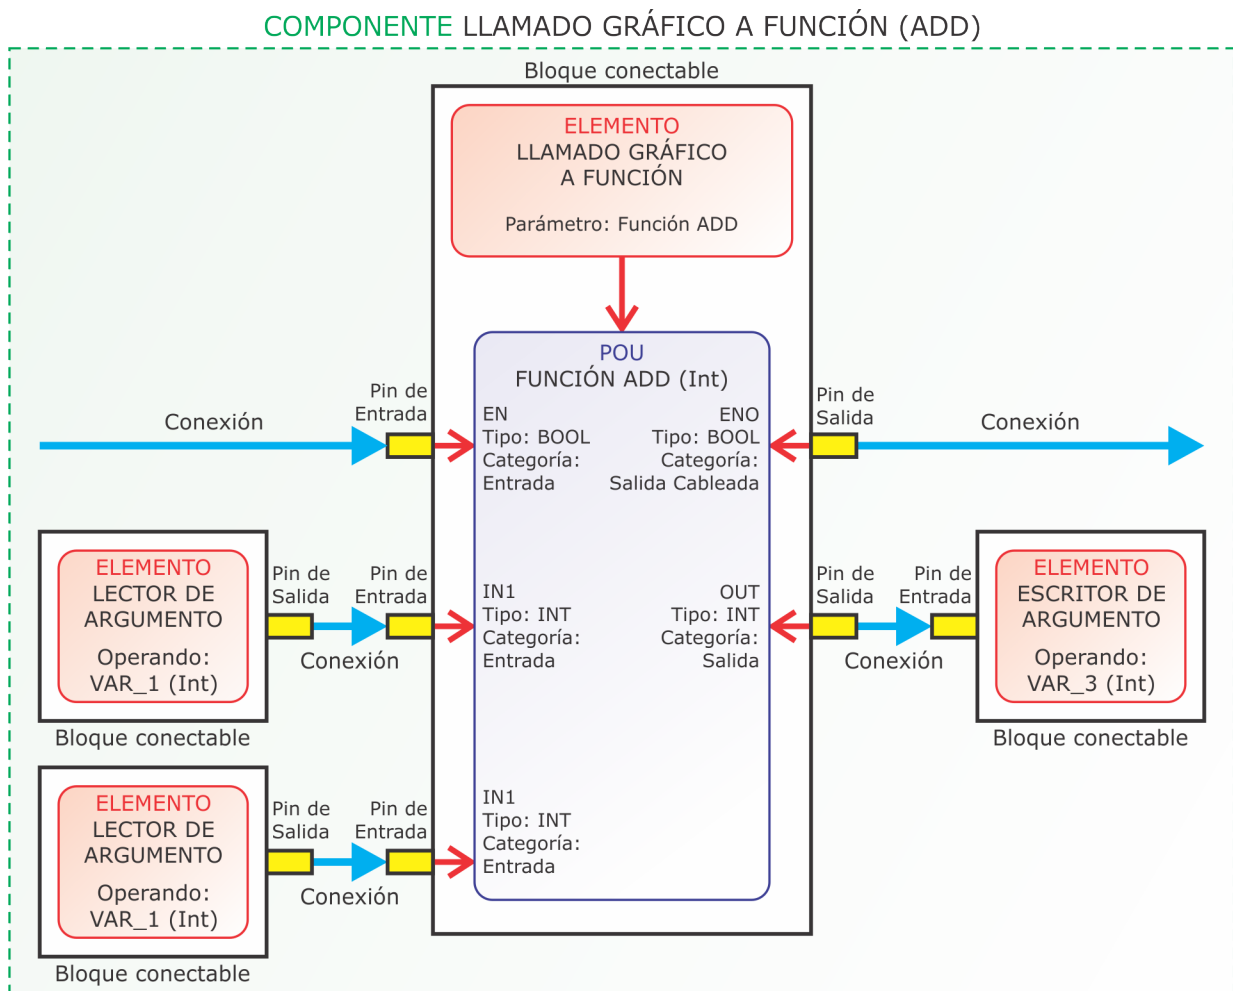 COMPONENTE LLAMADO GRÁFICO A FUNCIÓN (ADD)
Bloque conectable
ELEMENTO
LLAMADO GRÁFICO
A FUNCIÓN
Parámetro: Función ADD
POU
FUNCIÓN ADD (Int)
Conexión
Pin de
Entrada
EN
Tipo: BOOL
Categoría:
Entrada
ENO
Tipo: BOOL
Categoría:
Salida Cableada
Pin de
Salida
Conexión
ELEMENTO
LECTOR DE
ARGUMENTO
Operando:
VAR_1 (Int)
Bloque conectable
Pin de
Salida
Conexión
Pin de
Entrada
IN1
Tipo: INT
Categoría:
Entrada
OUT
Tipo: INT
Categoría:
Salida
Pin de
Salida
Conexión
Pin de
Entrada
ELEMENTO
ESCRITOR DE
ARGUMENTO
Operando:
VAR_3 (Int)
Bloque conectable
ELEMENTO
LECTOR DE
ARGUMENTO
Operando:
VAR_1 (Int)
Bloque conectable
Pin de
Salida
Conexión
Pin de
Entrada
IN1
Tipo: INT
Categoría:
Entrada